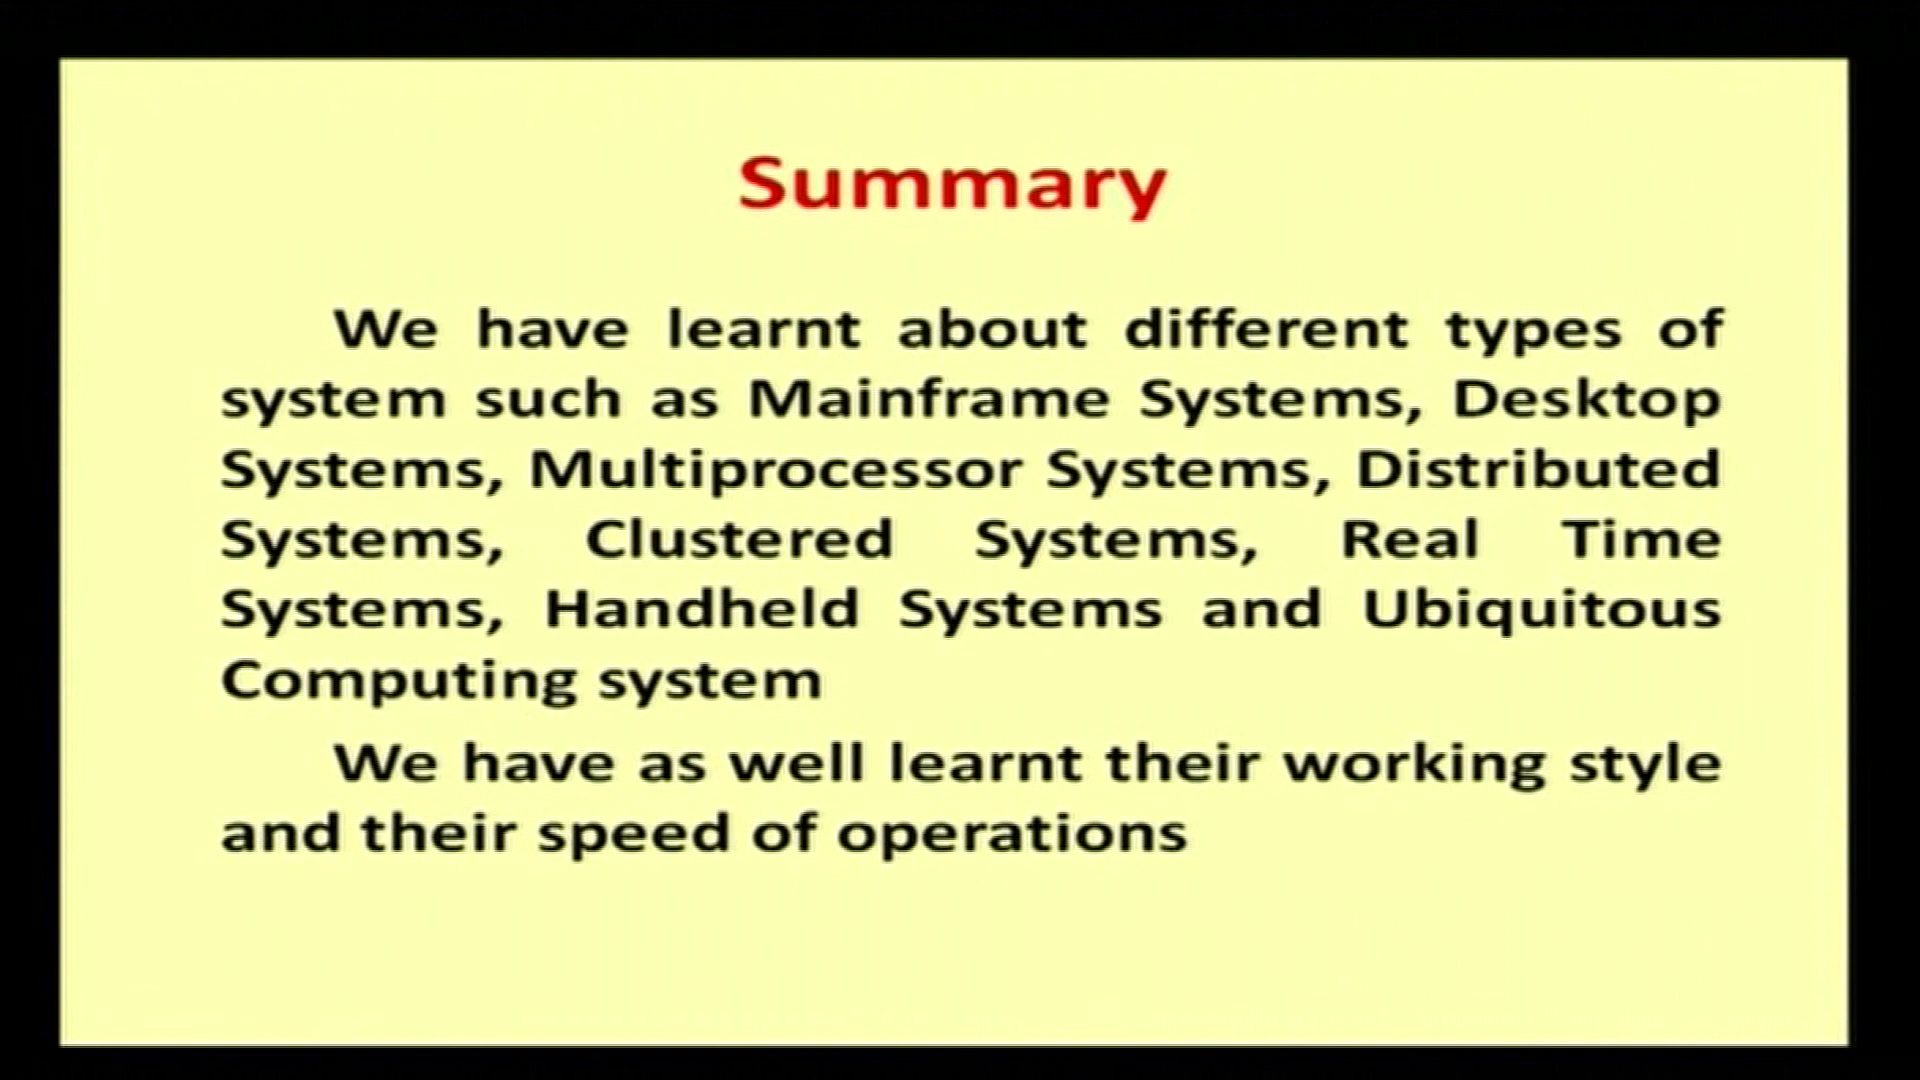 Summary
We have learnt about different types of
system such as Mainframe Systems, Desktop
Systems, Multiprocessor Systems, Distributed
Systems, Clustered Systems, Real Time
Systems, Handheld Systems and Ubiquitous
Computing system
We have as well learnt their working style
and their speed of operations